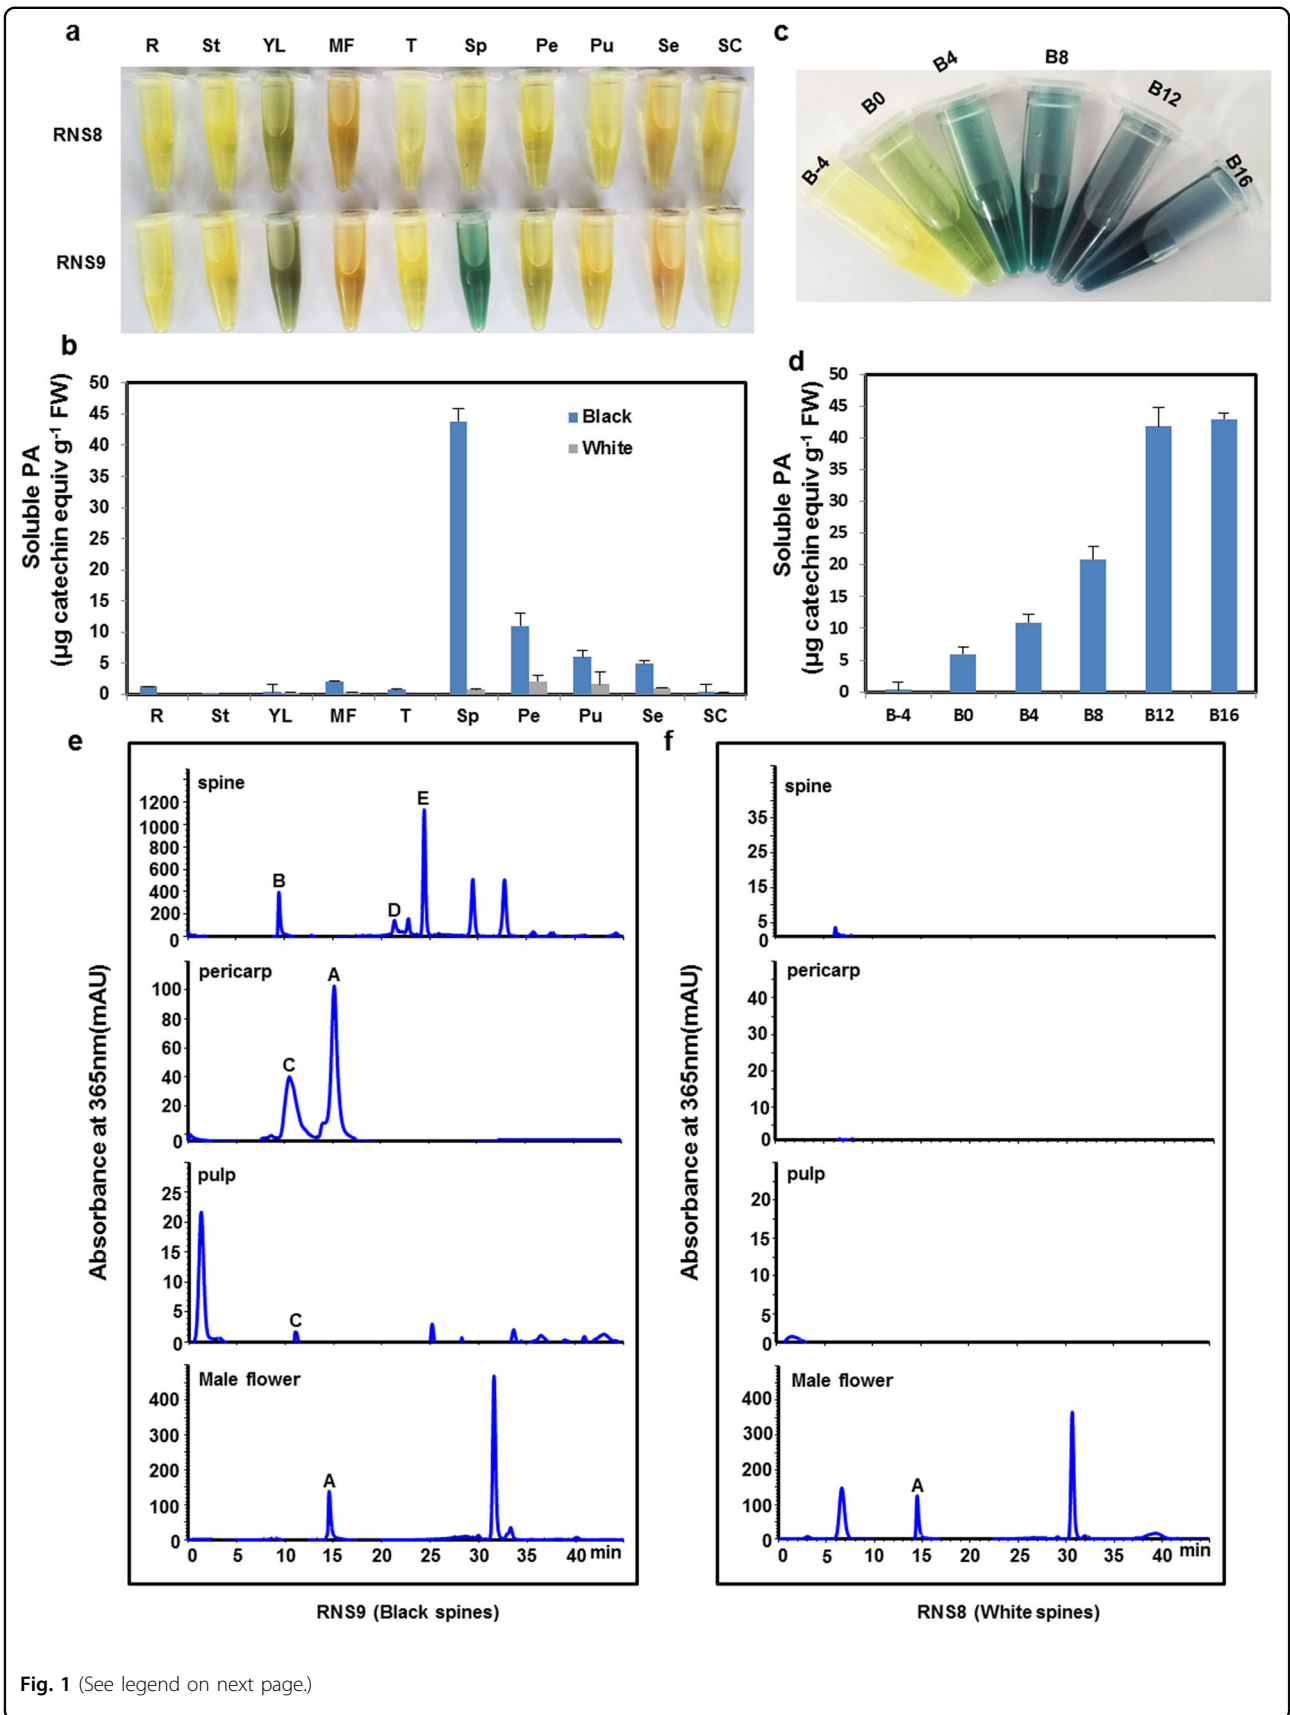 a
R St YL MF T Sp Pe Pu Se SC
RNS8
RNS9
b
Soluble PA
(µg catechin equiv g-1 FW)
50
45
40
35
30
25
20
15
10
5
0
Black
White
R St YL MF T Sp Pe Pu Se SC
c
B-4
B0
B4
B8
B12
B16
d
Soluble PA
(µg catechin equiv g-1 FW)
50
45
40
35
30
25
20
15
10
5
0
B-4 B0 B4 B8 B12 B16
e
Absorbance at 365nm(mAU)
spine
1200
1000
800
600
400
200
0
B
D
E
pericarp
100
80
60
40
20
0
C
A
pulp
25
20
15
10
5
0
C
Male flower
400
300
200
100
0
A
0 5 10 15 20 25 30 35 40 min
RNS9 (Black spines)
f
Absorbance at 365nm(mAU)
spine
35
25
15
5
0
pericarp
40
30
20
10
0
pulp
20
15
10
5
0
Male flower
400
300
200
100
0
A
0 5 10 15 20 25 30 35 40 min
RNS8 (White spines)
Fig. 1 (See legend on next page.)